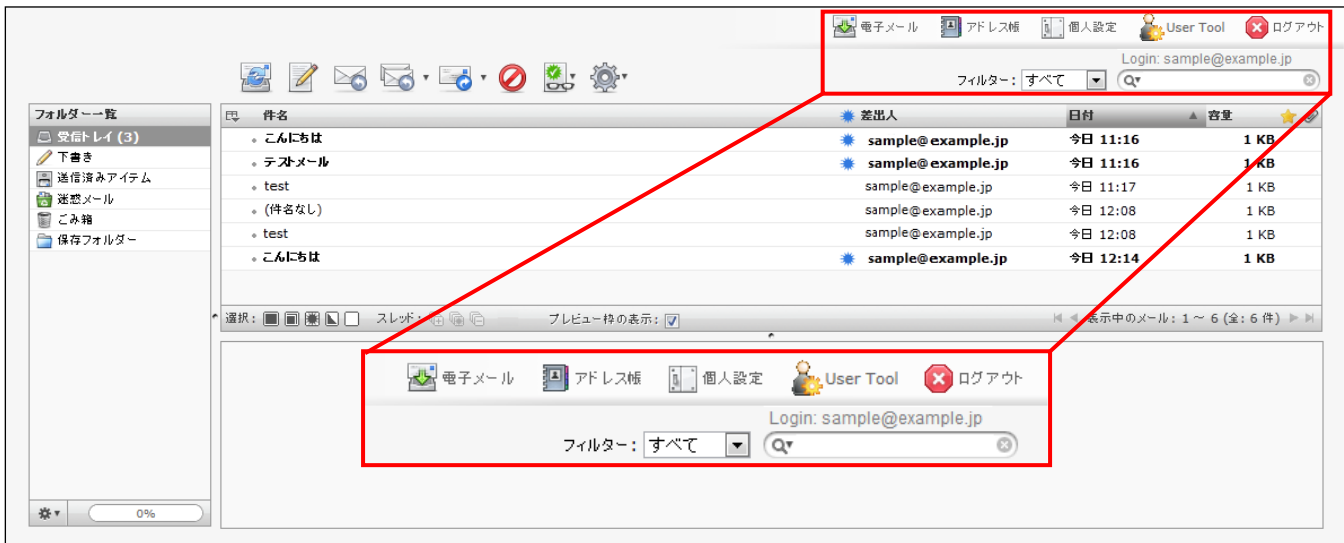 電子メール アドレス帳 個人設定 User Tool ログアウト
Login: sample@example.jp
フィルター: すべて
フォルダー一覧
受信トレイ (3)
下書き
送信済みアイテム
迷惑メール
ごみ箱
保存フォルダー
0%
件名 差出人 日付 容量
こんにちは sample@example.jp 今日 11:16 1 KB
テストメール sample@example.jp 今日 11:16 1 KB
test sample@example.jp 今日 11:17 1 KB
(件名なし) sample@example.jp 今日 12:08 1 KB
test sample@example.jp 今日 12:08 1 KB
こんにちは sample@example.jp 今日 12:14 1 KB
選択: スレッド: プレビュー枠の表示: 表示中のメール: 1 ~ 6 (全: 6 件)
電子メール アドレス帳 個人設定 User Tool ログアウト
Login: sample@example.jp
フィルター: すべて